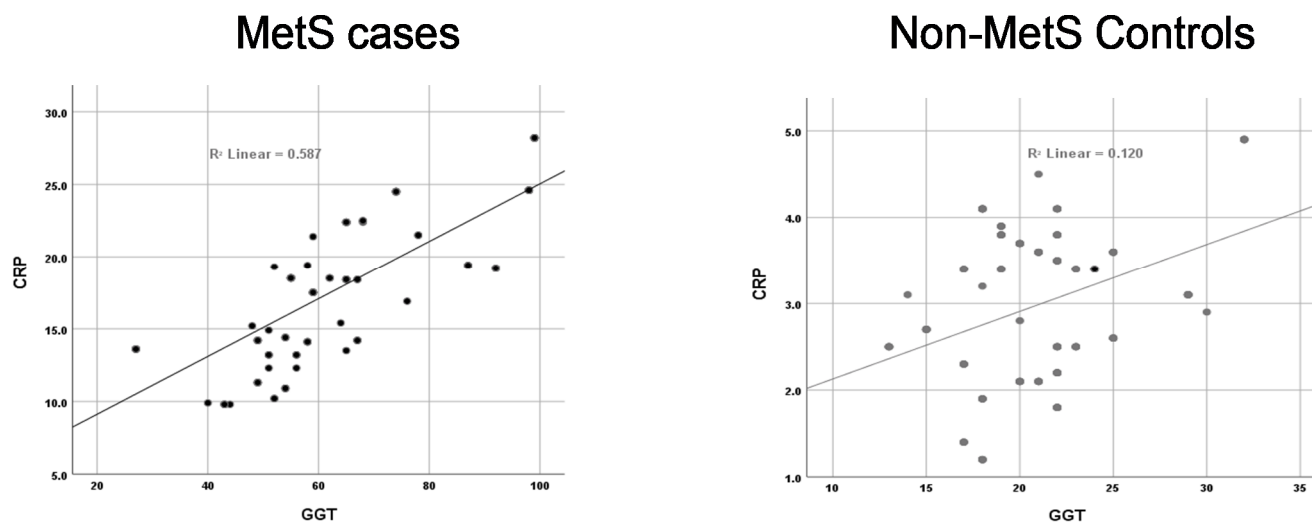 MetS cases
Non-MetS Controls
30.0
25.0
20.0
15.0
10.0
5.0
CRP
R² Linear = 0.587
20
40
60
80
100
GGT
5.0
4.0
3.0
2.0
1.0
CRP
R² Linear = 0.120
10
15
20
25
30
35
GGT